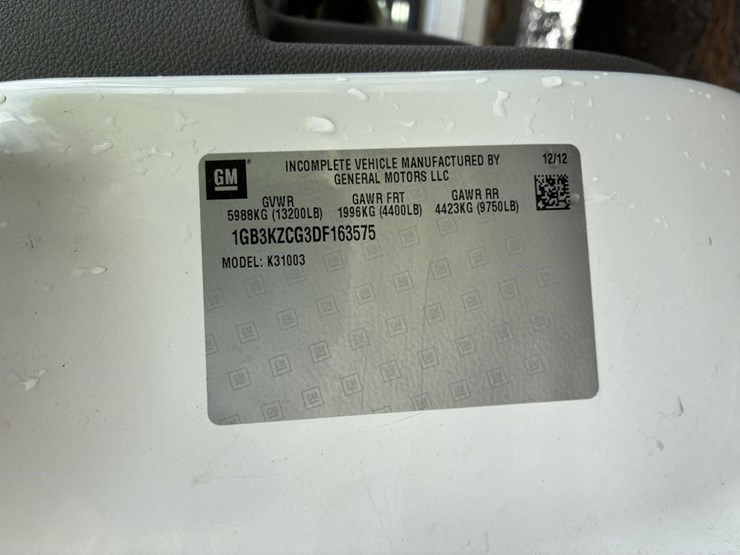 GM
INCOMPLETE VEHICLE MANUFACTURED BY
GENERAL MOTORS LLC
12/12
GVWR GAWR FRT GAWR RR
5988KG (13200LB) 1996KG (4400LB) 4423KG (9750LB)
1GB3KZCG3DF163575
MODEL: K31003